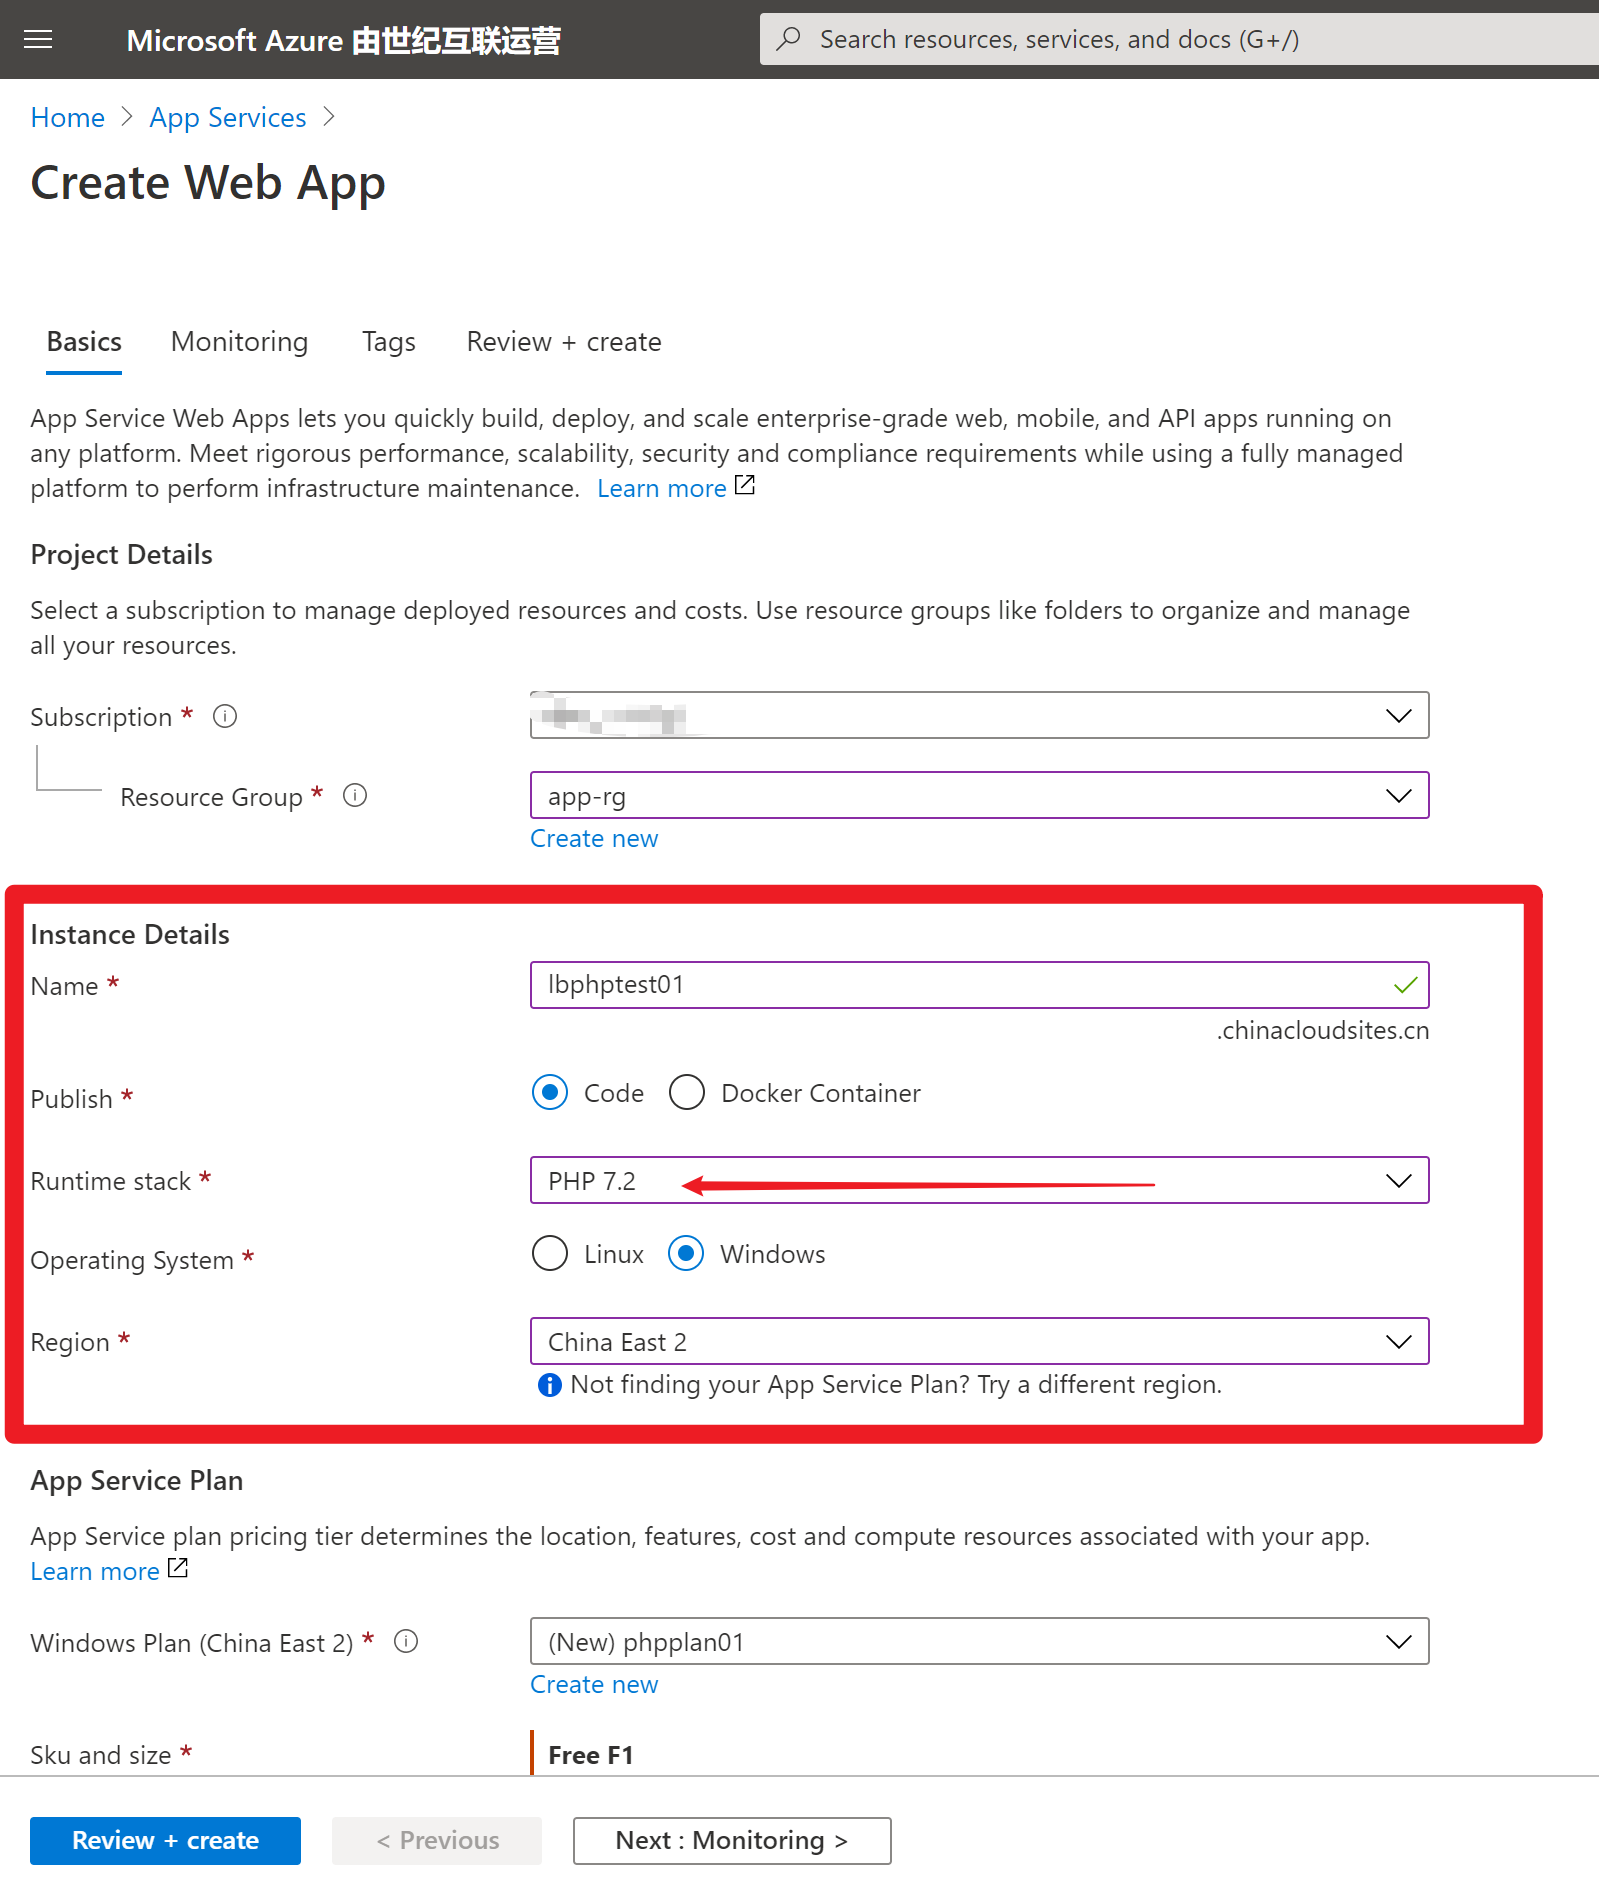 Microsoft Azure 由世纪互联运营
Search resources, services, and docs (G+/)
Home > App Services >
Create Web App
Basics Monitoring Tags Review + create
App Service Web Apps lets you quickly build, deploy, and scale enterprise-grade web, mobile, and API apps running on
any platform. Meet rigorous performance, scalability, security and compliance requirements while using a fully managed
platform to perform infrastructure maintenance. Learn more
Project Details
Select a subscription to manage deployed resources and costs. Use resource groups like folders to organize and manage
all your resources.
Subscription *
Resource Group * app-rg
Create new
Instance Details
Name * lbphptest01
.chinacloudsites.cn
Publish * Code Docker Container
Runtime stack * PHP 7.2
Operating System * Linux Windows
Region * China East 2
Not finding your App Service Plan? Try a different region.
App Service Plan
App Service plan pricing tier determines the location, features, cost and compute resources associated with your app.
Learn more
Windows Plan (China East 2) * (New) phpplan01
Create new
Sku and size * Free F1
Review + create < Previous Next : Monitoring >